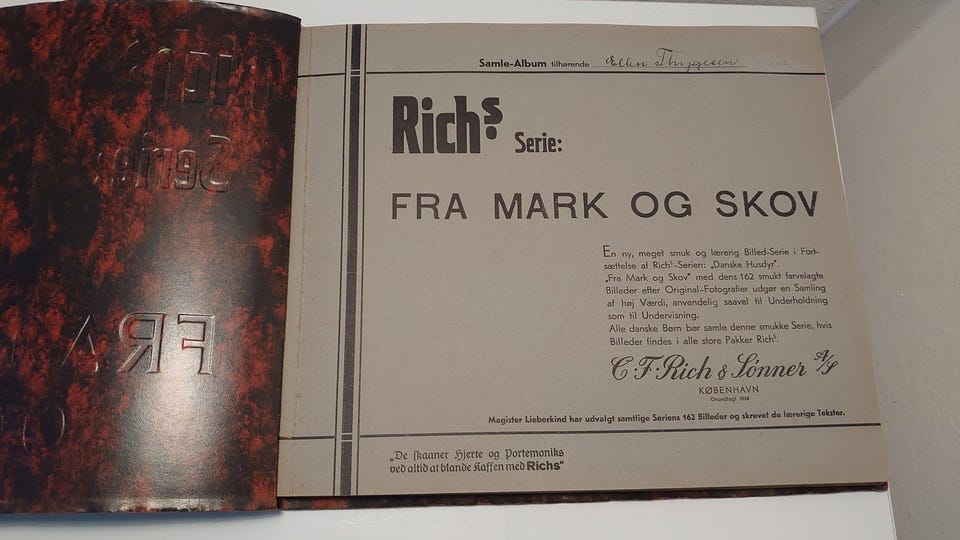 Samle-Album tilhørende Ellen Thygesen
Richs
Serie:
FRA MARK OG SKOV
En ny, meget smuk og lærerig Billed-Serie i Fort-
sættelse af Richs-Serien: „Danske Husdyr".
„Fra Mark og Skov" med dens 162 smukt farvelagte
Billeder efter Original-Fotografier udgør en Samling
af høj Værdi, anvendelig saavel til Underholdning
som til Undervisning.
Alle danske Børn bør samle denne smukke Serie, hvis
Billeder findes i alle store Pakker Richs.
C. F. Rich & Sønner A/S
KØBENHAVN
Grundlagt 1834
Magister Lieberkind har udvalgt samtlige Seriens 162 Billeder og skrevet de lærerige Tekster.
„De skaaner Hjerte og Portemoniks
ved altid at blande Kaffen med Richs"